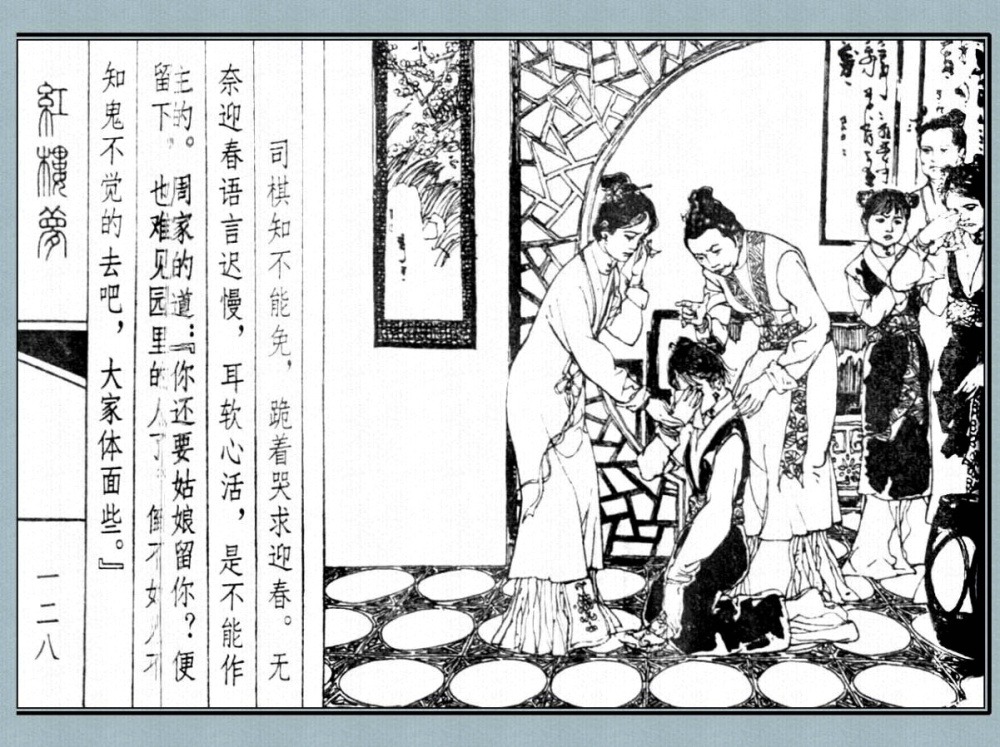 司棋知不能免，跪着哭求迎春。无
奈迎春语言迟慢，耳软心活，是不能作
主的。周家的道：『你还要姑娘留你？便
留下，也难见园里的人了。倒不如人不
知鬼不觉的去吧，大家体面些。』
紅樓夢
一二八